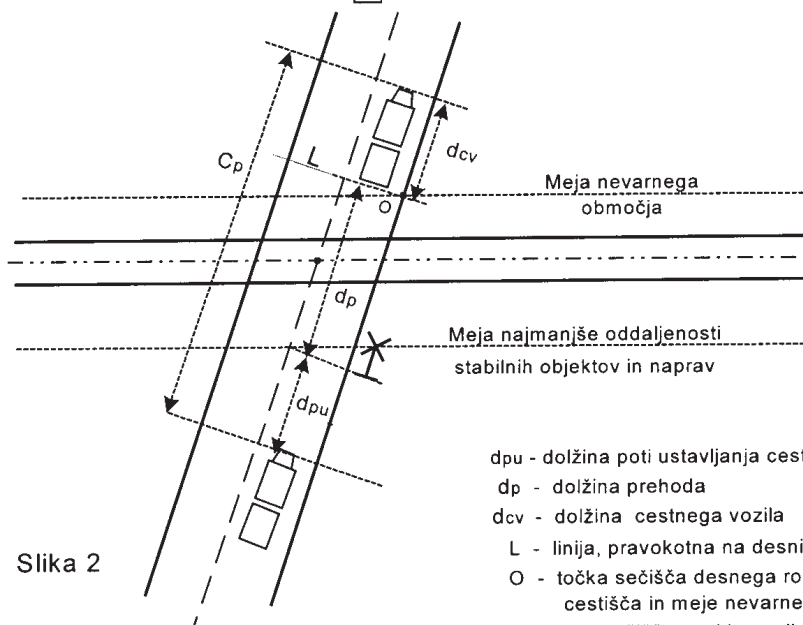 Cp
dcv
L
O
Meja nevarnega
območja
dp
Meja najmanjše oddaljenosti
stabilnih objektov in naprav
dpu
dpu - dolžina poti ustavljanja cest
dp - dolžina prehoda
dcv - dolžina cestnega vozila
L - linija, pravokotna na desni
O - točka sečišča desnega ro
cestišča in meje nevarne
Slika 2